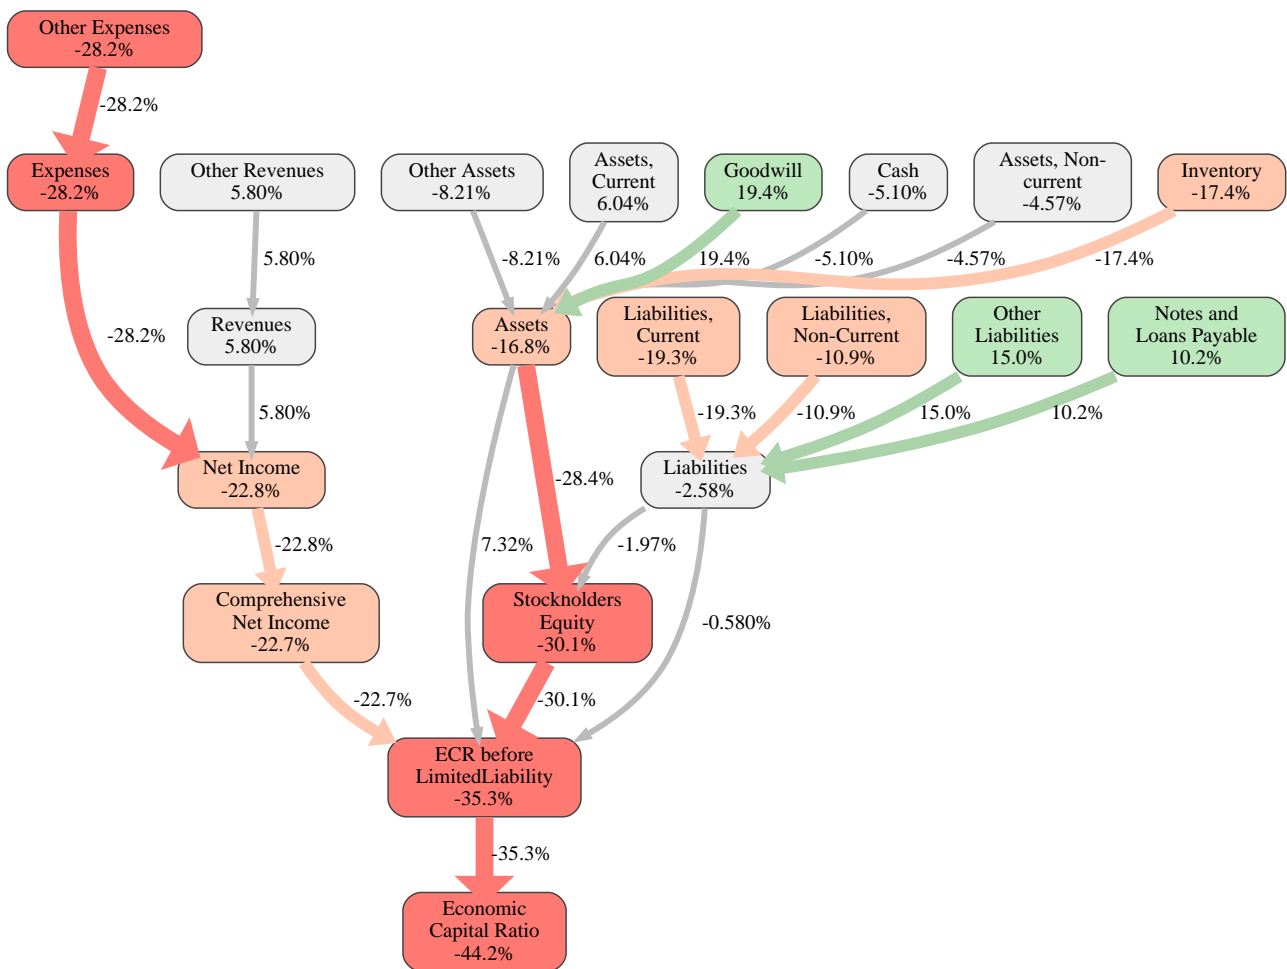 Other Expenses
-28.2%
-28.2%
Expenses
-28.2%
Other Revenues
5.80%
Other Assets
-8.21%
Assets,
Current
6.04%
Goodwill
19.4%
Cash
-5.10%
Assets, Non-
current
-4.57%
Inventory
-17.4%
5.80%
-8.21%
6.04%
19.4%
-5.10%
-4.57%
-17.4%
-28.2%
Revenues
5.80%
Assets
-16.8%
Liabilities,
Current
-19.3%
Liabilities,
Non-Current
-10.9%
Other
Liabilities
15.0%
Notes and
Loans Payable
10.2%
5.80%
-19.3%
-10.9%
15.0%
10.2%
Net Income
-22.8%
-28.4%
Liabilities
-2.58%
-22.8%
7.32%
-1.97%
Comprehensive
Net Income
-22.7%
Stockholders
Equity
-30.1%
-0.580%
-22.7%
-30.1%
ECR before
LimitedLiability
-35.3%
-35.3%
Economic
Capital Ratio
-44.2%